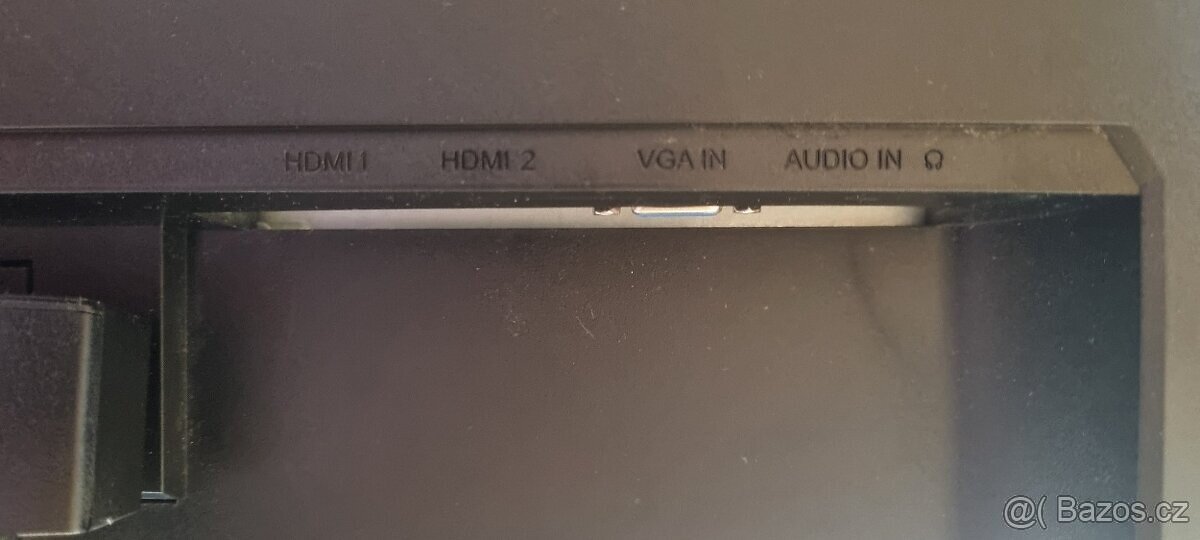 HDMI 1 HDMI 2 VGA IN AUDIO IN
@( Bazos.cz